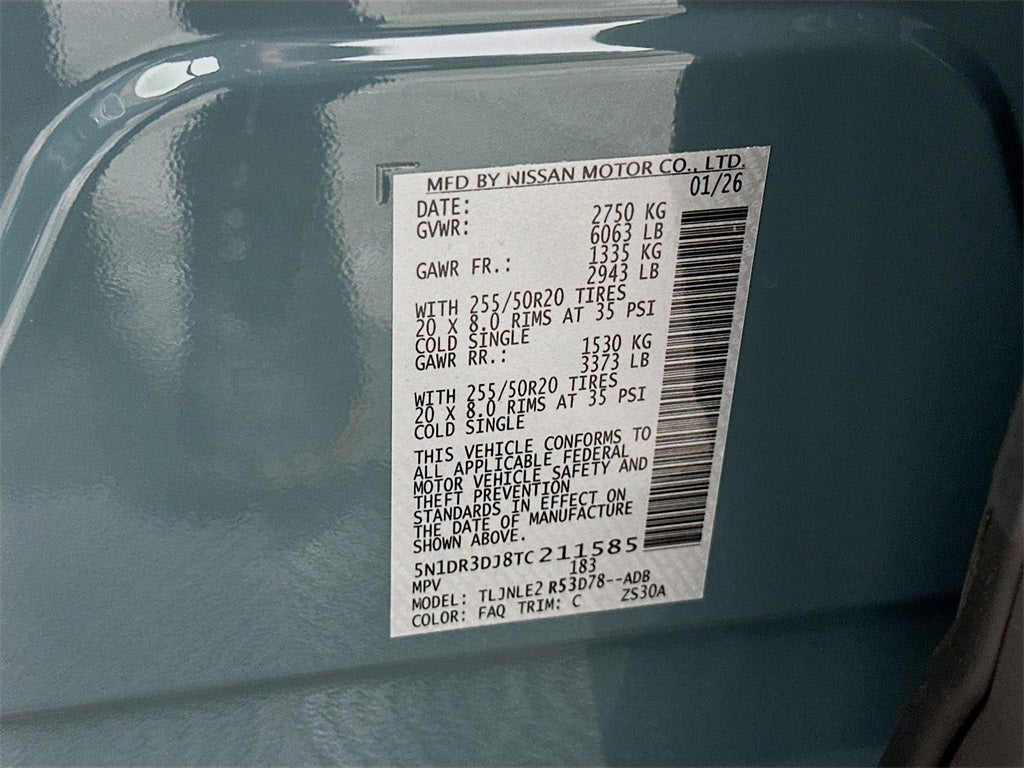 MFD BY NISSAN MOTOR CO., LTD.
DATE: 01/26
GVWR: 2750 KG
6063 LB
GAWR FR.: 1335 KG
2943 LB
WITH 255/50R20 TIRES
20 X 8.0 RIMS AT 35 PSI
COLD SINGLE
GAWR RR.: 1530 KG
3373 LB
WITH 255/50R20 TIRES
20 X 8.0 RIMS AT 35 PSI
COLD SINGLE
THIS VEHICLE CONFORMS TO
ALL APPLICABLE FEDERAL
MOTOR VEHICLE SAFETY AND
THEFT PREVENTION
STANDARDS IN EFFECT ON
THE DATE OF MANUFACTURE
SHOWN ABOVE.
5N1DR3DJ8TC211585
MPV 183
MODEL: TLJNLE2 R53D78--ADB
COLOR: FAQ TRIM: C ZS30A